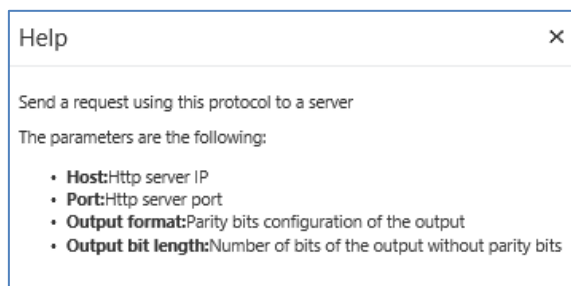 Help
Send a request using this protocol to a server
The parameters are the following:
• Host:Http server IP
• Port:Http server port
• Output format:Parity bits configuration of the output
• Output bit length:Number of bits of the output without parity bits